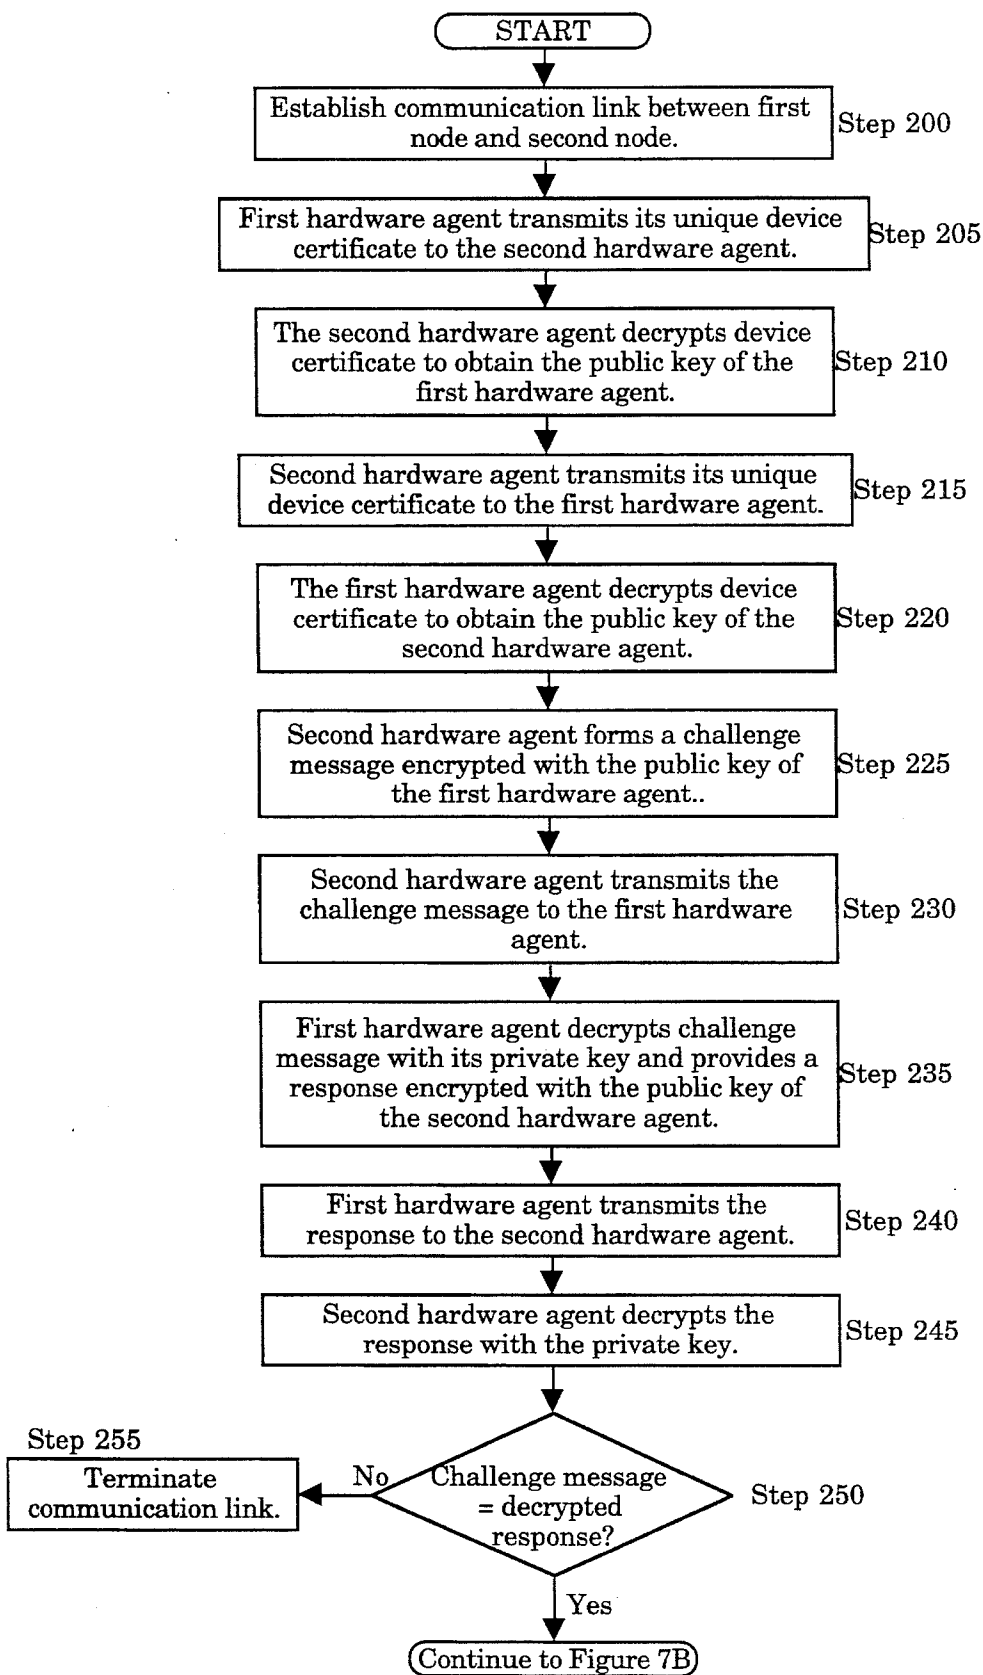 START
Establish communication link between first
node and second node.
Step 200
First hardware agent transmits its unique device
certificate to the second hardware agent.
Step 205
The second hardware agent decrypts device
certificate to obtain the public key of the
first hardware agent.
Step 210
Second hardware agent transmits its unique
device certificate to the first hardware agent.
Step 215
The first hardware agent decrypts device
certificate to obtain the public key of the
second hardware agent.
Step 220
Second hardware agent forms a challenge
message encrypted with the public key of
the first hardware agent..
Step 225
Second hardware agent transmits the
challenge message to the first hardware
agent.
Step 230
First hardware agent decrypts challenge
message with its private key and provides a
response encrypted with the public key of
the second hardware agent.
Step 235
First hardware agent transmits the
response to the second hardware agent.
Step 240
Second hardware agent decrypts the
response with the private key.
Step 245
Step 255
Terminate
communication link.
No
Challenge message
= decrypted
response?
Step 250
Yes
Continue to Figure 7B